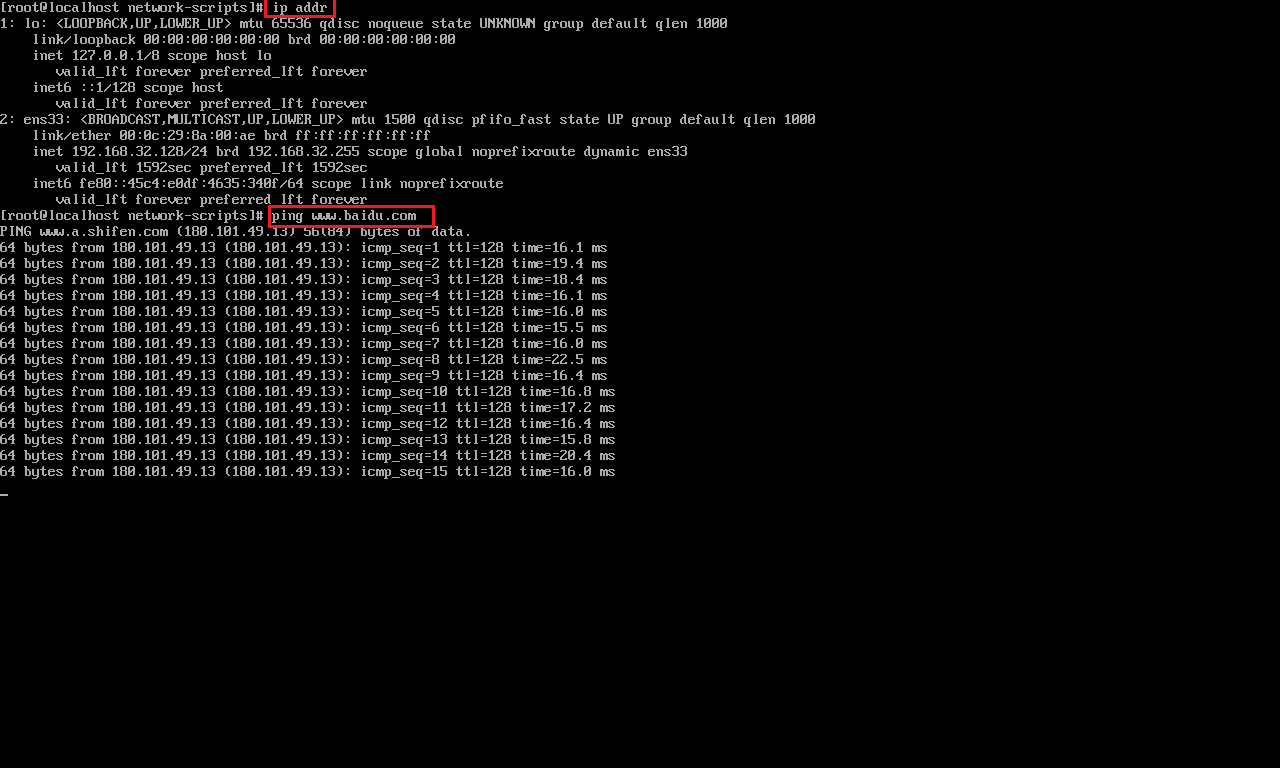 [root@localhost network-scripts]# ip addr
1: lo: <LOOPBACK,UP,LOWER_UP> mtu 65536 qdisc noqueue state UNKNOWN group default qlen 1000
    link/loopback 00:00:00:00:00:00 brd 00:00:00:00:00:00
    inet 127.0.0.1/8 scope host lo
       valid_lft forever preferred_lft forever
    inet6 ::1/128 scope host
       valid_lft forever preferred_lft forever
2: ens33: <BROADCAST,MULTICAST,UP,LOWER_UP> mtu 1500 qdisc pfifo_fast state UP group default qlen 1000
    link/ether 00:0c:29:8a:00:ae brd ff:ff:ff:ff:ff:ff
    inet 192.168.32.128/24 brd 192.168.32.255 scope global noprefixroute dynamic ens33
       valid_lft 1592sec preferred_lft 1592sec
    inet6 fe80::45c4:e0df:4635:340f/64 scope link noprefixroute
       valid_lft forever preferred_lft forever
[root@localhost network-scripts]# ping www.baidu.com
PING www.a.shifen.com (180.101.49.13) 56(84) bytes of data.
64 bytes from 180.101.49.13 (180.101.49.13): icmp_seq=1 ttl=128 time=16.1 ms
64 bytes from 180.101.49.13 (180.101.49.13): icmp_seq=2 ttl=128 time=19.4 ms
64 bytes from 180.101.49.13 (180.101.49.13): icmp_seq=3 ttl=128 time=18.4 ms
64 bytes from 180.101.49.13 (180.101.49.13): icmp_seq=4 ttl=128 time=16.1 ms
64 bytes from 180.101.49.13 (180.101.49.13): icmp_seq=5 ttl=128 time=16.0 ms
64 bytes from 180.101.49.13 (180.101.49.13): icmp_seq=6 ttl=128 time=15.5 ms
64 bytes from 180.101.49.13 (180.101.49.13): icmp_seq=7 ttl=128 time=16.0 ms
64 bytes from 180.101.49.13 (180.101.49.13): icmp_seq=8 ttl=128 time=22.5 ms
64 bytes from 180.101.49.13 (180.101.49.13): icmp_seq=9 ttl=128 time=16.4 ms
64 bytes from 180.101.49.13 (180.101.49.13): icmp_seq=10 ttl=128 time=16.8 ms
64 bytes from 180.101.49.13 (180.101.49.13): icmp_seq=11 ttl=128 time=17.2 ms
64 bytes from 180.101.49.13 (180.101.49.13): icmp_seq=12 ttl=128 time=16.4 ms
64 bytes from 180.101.49.13 (180.101.49.13): icmp_seq=13 ttl=128 time=15.8 ms
64 bytes from 180.101.49.13 (180.101.49.13): icmp_seq=14 ttl=128 time=20.4 ms
64 bytes from 180.101.49.13 (180.101.49.13): icmp_seq=15 ttl=128 time=16.0 ms